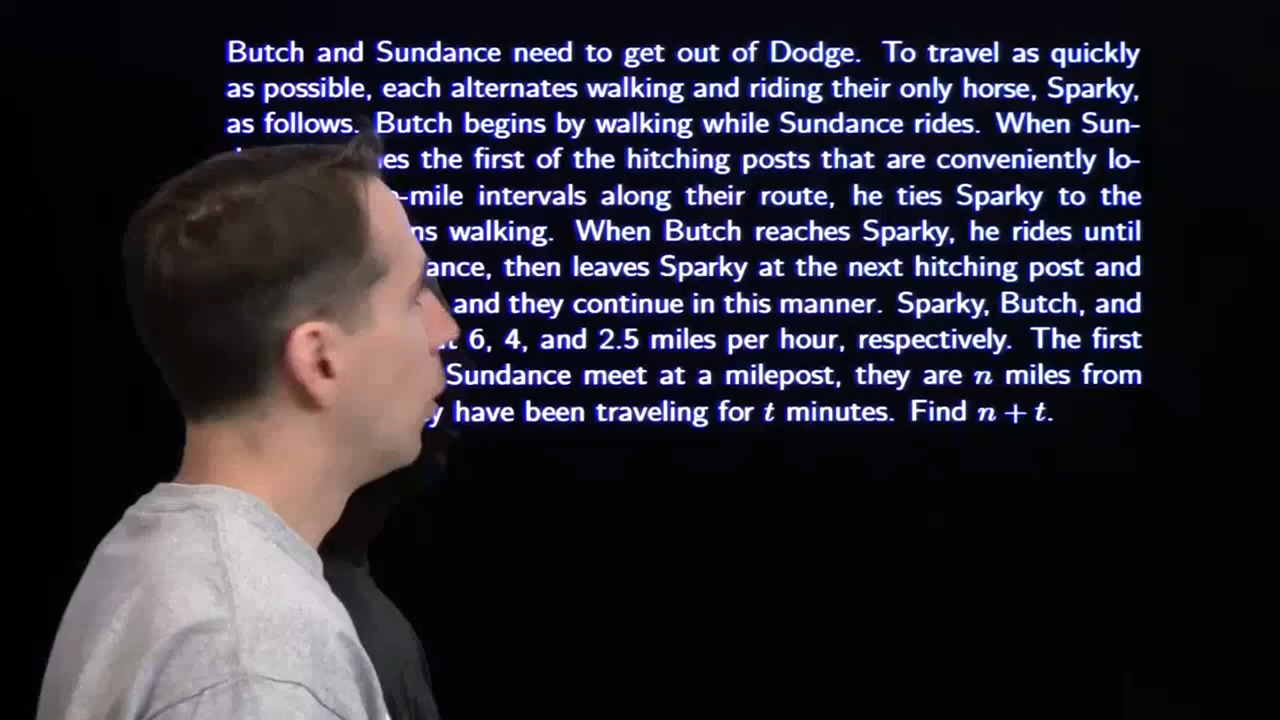 Butch and Sundance need to get out of Dodge. To travel as quickly
as possible, each alternates walking and riding their only horse, Sparky,
as follows. Butch begins by walking while Sundance rides. When Sun-
the first of the hitching posts that are conveniently lo-
-mile intervals along their route, he ties Sparky to the
walking. When Butch reaches Sparky, he rides until
then leaves Sparky at the next hitching post and
and they continue in this manner. Sparky, Butch, and
6, 4, and 2.5 miles per hour, respectively. The first
Sundance meet at a milepost, they are n miles from
have been traveling for t minutes. Find n + t.